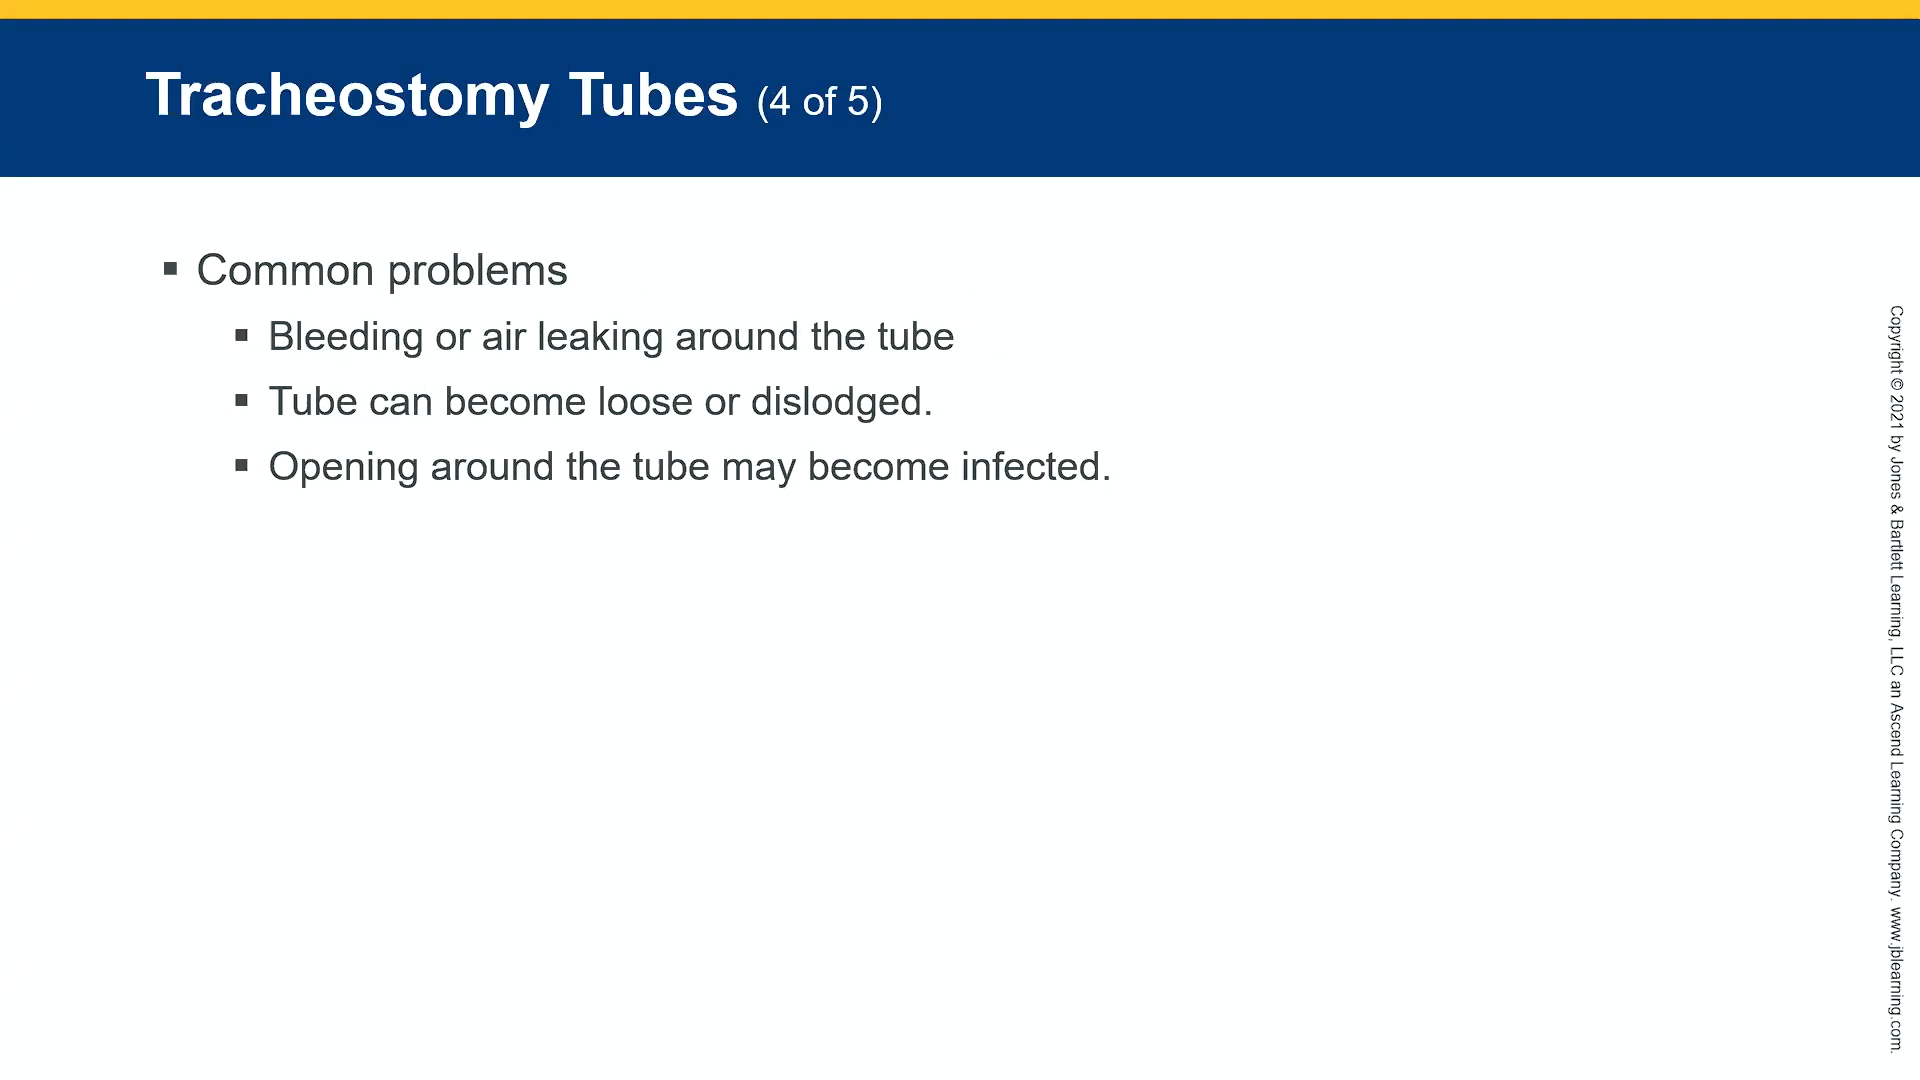 Tracheostomy Tubes (4 of 5)
▪ Common problems
▪ Bleeding or air leaking around the tube
▪ Tube can become loose or dislodged.
▪ Opening around the tube may become infected.
Copyright © 2021 by Jones & Bartlett Learning, LLC an Ascend Learning Company. www.jblearning.com.